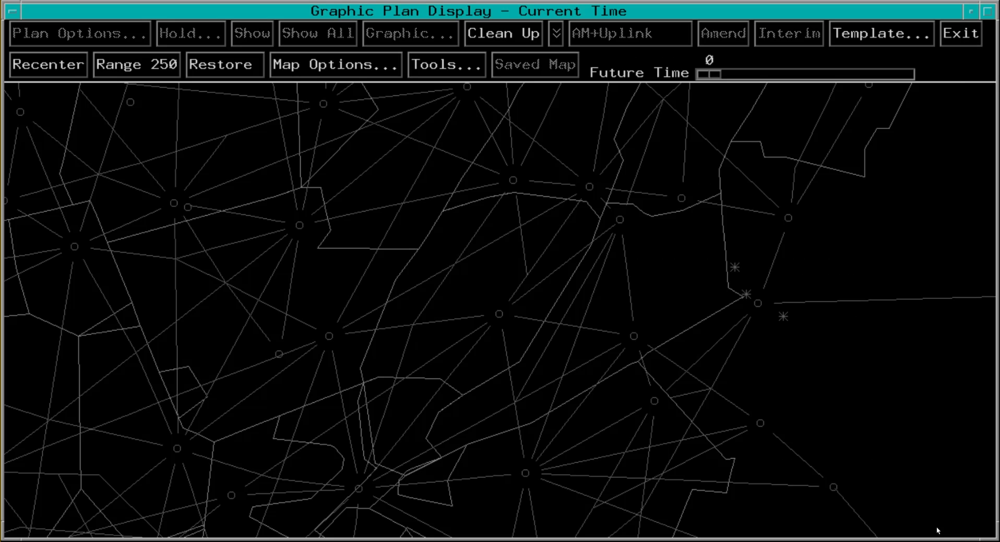 Graphic Plan Display - Current Time
Plan Options... Hold... Show Show All Graphic... Clean Up AM+Uplink Amend Interim Template... Exit
Recenter Range 250 Restore Map Options... Tools... Saved Map Future Time 0